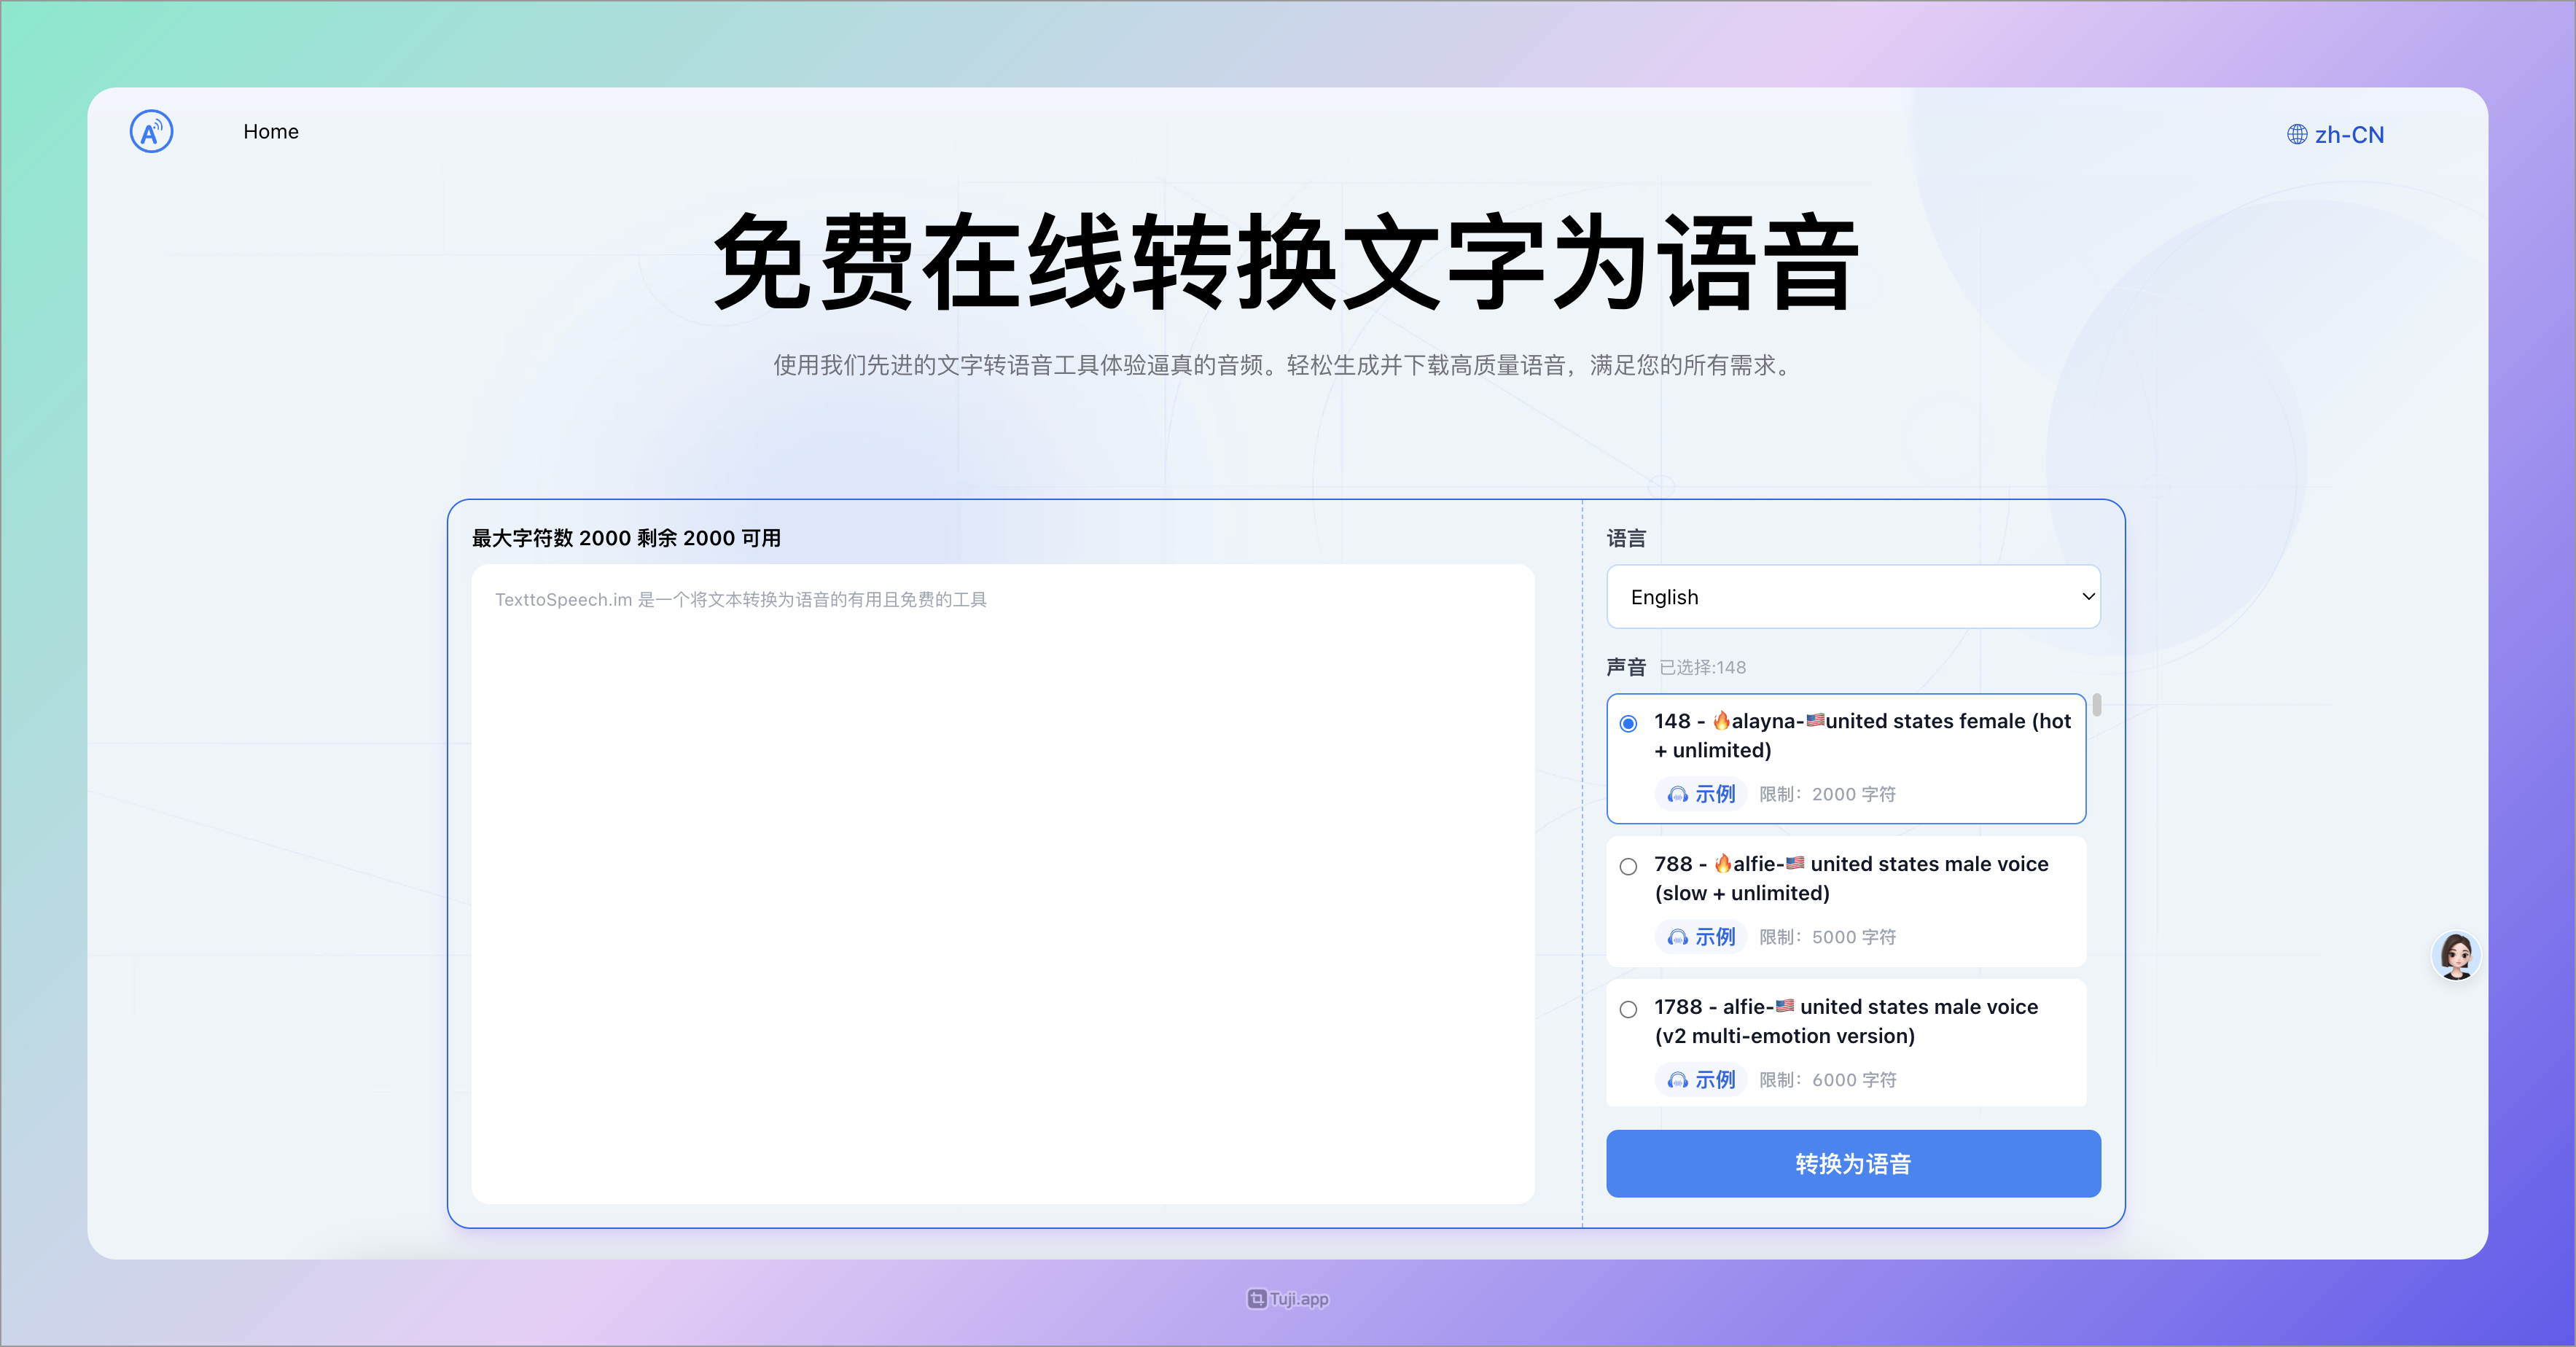 Home
zh-CN
免费在线转换文字为语音
使用我们先进的文字转语音工具体验逼真的音频。轻松生成并下载高质量语音，满足您的所有需求。
最大字符数 2000 剩余 2000 可用
TexttoSpeech.im 是一个将文本转换为语音的有用且免费的工具
语言
English
声音 已选择:148
148 - 🔥alayna-🇺🇸united states female (hot
+ unlimited)
示例 限制：2000 字符
788 - 🔥alfie-🇺🇸 united states male voice
(slow + unlimited)
示例 限制：5000 字符
1788 - alfie-🇺🇸 united states male voice
(v2 multi-emotion version)
示例 限制：6000 字符
转换为语音
Tuji.app